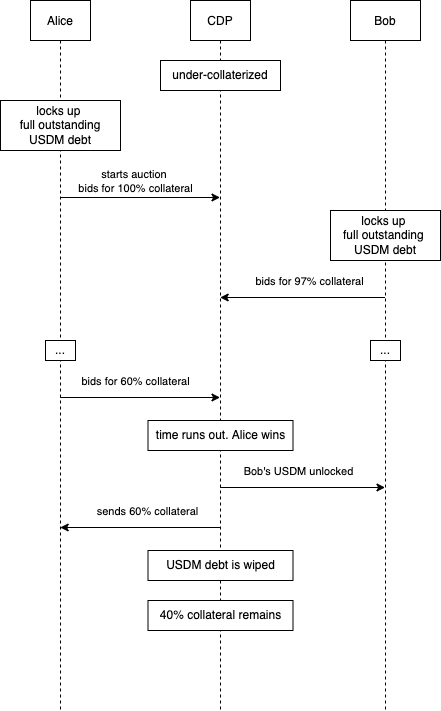 Alice
CDP
Bob
under-collaterized
locks up
full outstanding
USDM debt
starts auction
bids for 100% collateral
locks up
full outstanding
USDM debt
bids for 97% collateral
...
...
bids for 60% collateral
time runs out. Alice wins
Bob's USDM unlocked
sends 60% collateral
USDM debt is wiped
40% collateral remains